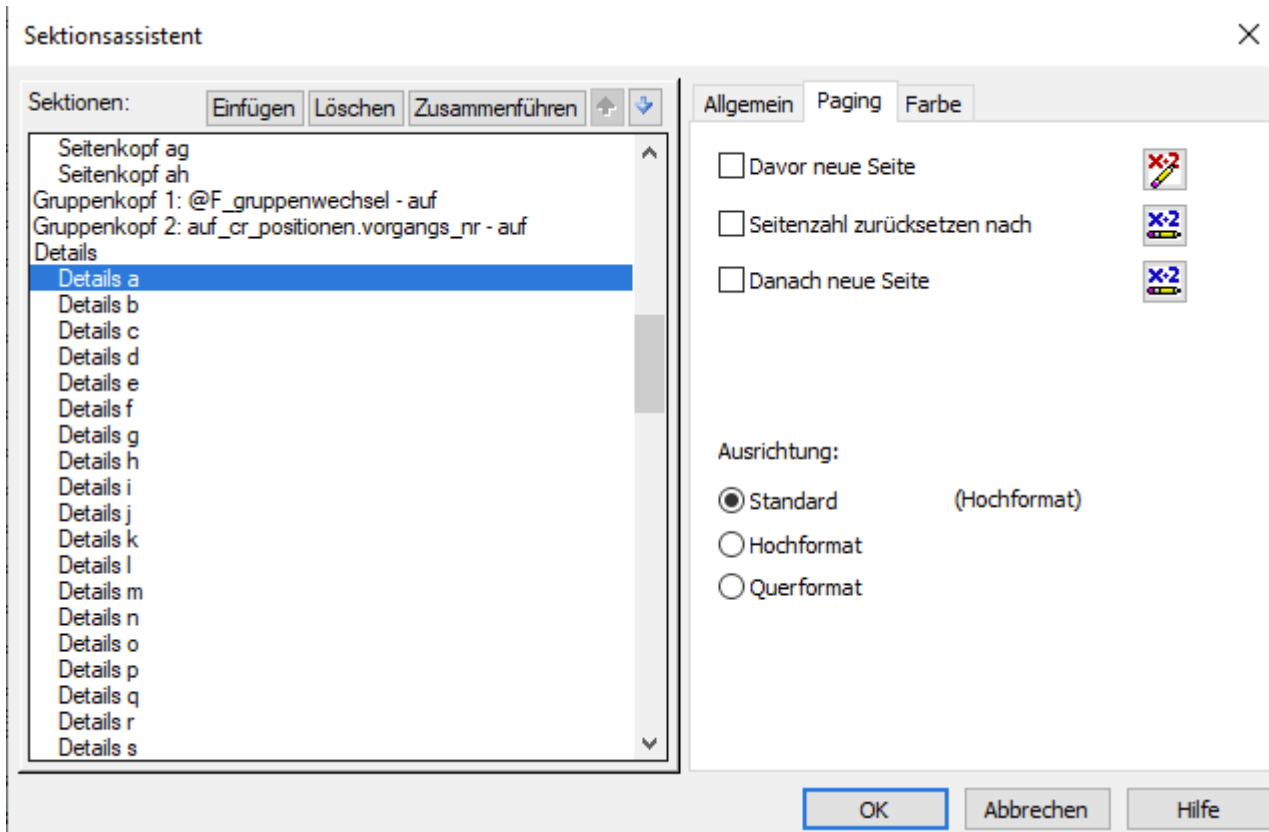 Sektionsassistent
Sektionen:
Einfügen
Löschen
Zusammenführen
Seitenkopf ag
Seitenkopf ah
Gruppenkopf 1: @F_gruppenwechsel - auf
Gruppenkopf 2: auf_cr_positionen.vorgangs_nr - auf
Details
Details a
Details b
Details c
Details d
Details e
Details f
Details g
Details h
Details i
Details j
Details k
Details l
Details m
Details n
Details o
Details p
Details q
Details r
Details s
Allgemein
Paging
Farbe
Davor neue Seite
X+2
Seitenzahl zurücksetzen nach
X+2
Danach neue Seite
X+2
Ausrichtung:
Standard (Hochformat)
Hochformat
Querformat
OK
Abbrechen
Hilfe